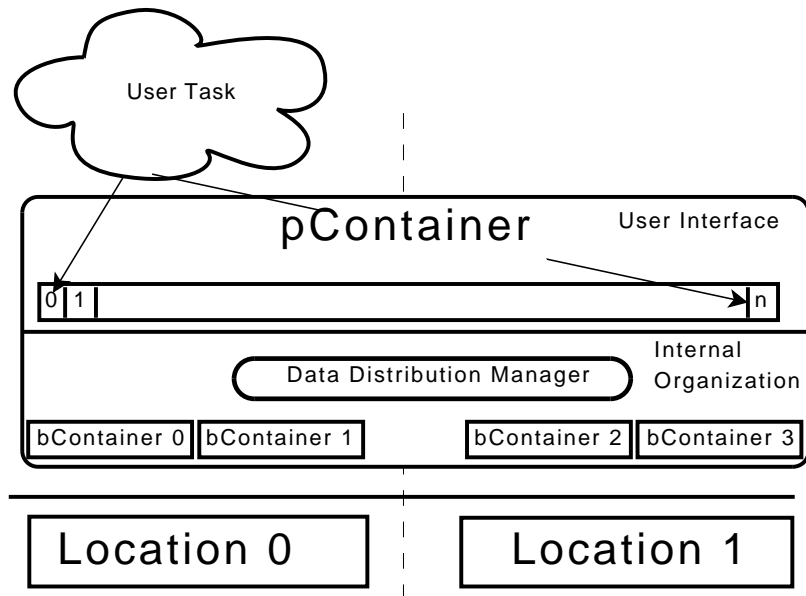 User Task
pContainer
User Interface
0 1 n
Internal
Organization
Data Distribution Manager
bContainer 0 bContainer 1 bContainer 2 bContainer 3
Location 0 Location 1